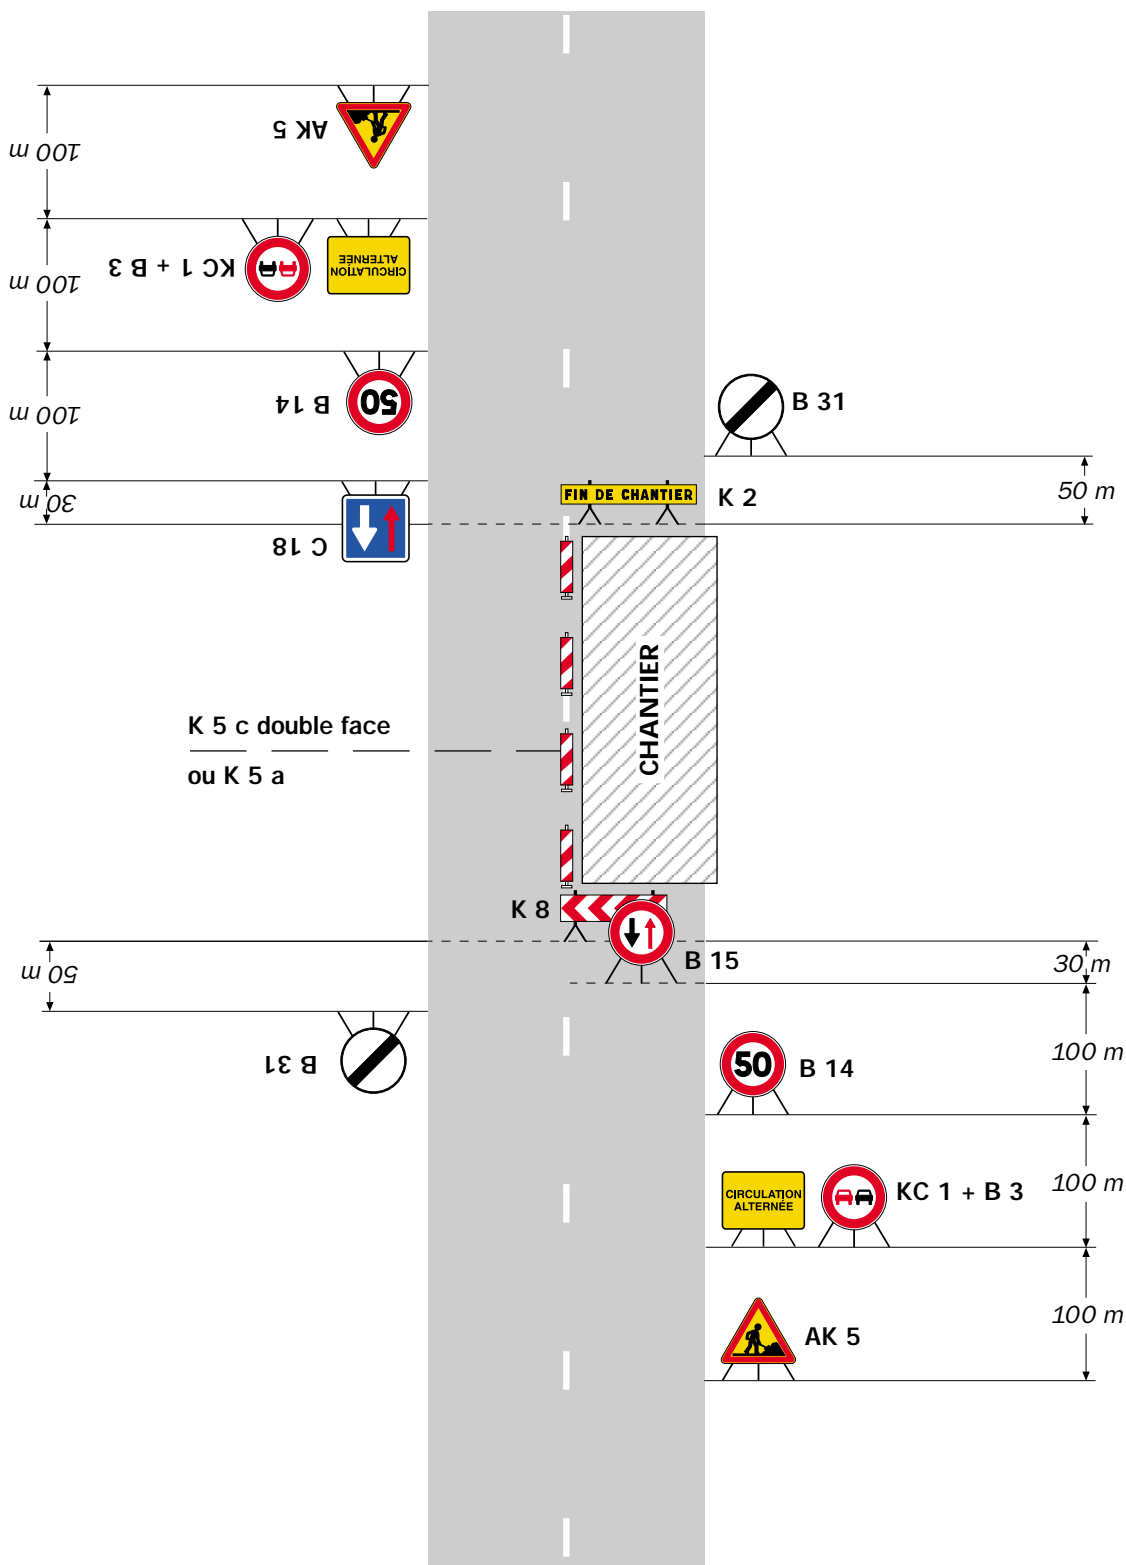 AK 5
100 m
CIRCULATION
ALTERNÉE
KC 1 + B 3
100 m
50
B 14
100 m
B 31
50 m
30 m
FIN DE CHANTIER
K 2
C 18
CHANTIER
K 5 c double face
ou K 5 a
K 8
B 15
30 m
50 m
B 31
50
B 14
100 m
CIRCULATION
ALTERNÉE
KC 1 + B 3
100 m
AK 5
100 m